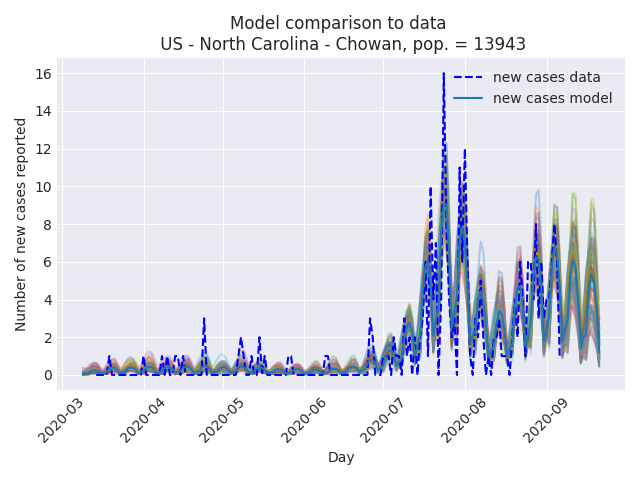 Model comparison to data
US - North Carolina - Chowan, pop. = 13943
new cases data
new cases model
Number of new cases reported
16
14
12
10
8
6
4
2
0
2020-03
2020-04
2020-05
2020-06
2020-07
2020-08
2020-09
Day